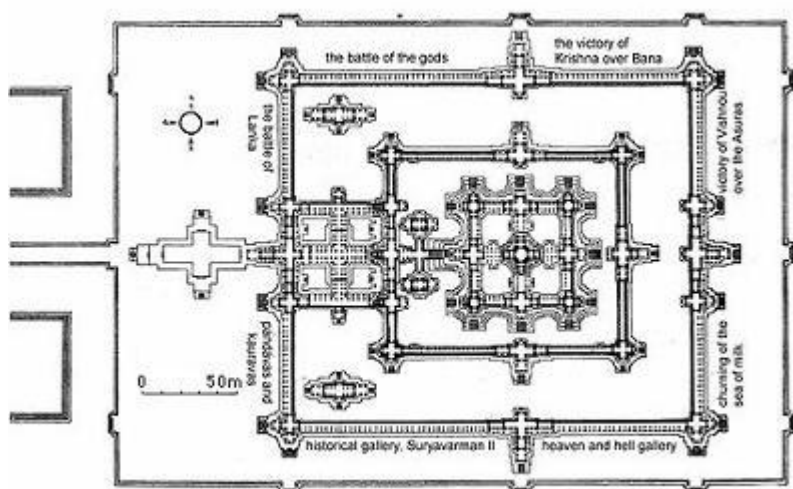 the battle of the gods
the victory of
Krishna over Bana
the battle of
Lanka
victory of Vishnou
over the Asuras
pandavas and
kauravas
churning of the
sea of milk
0 50m
historical gallery, Suryavarman II
heaven and hell gallery